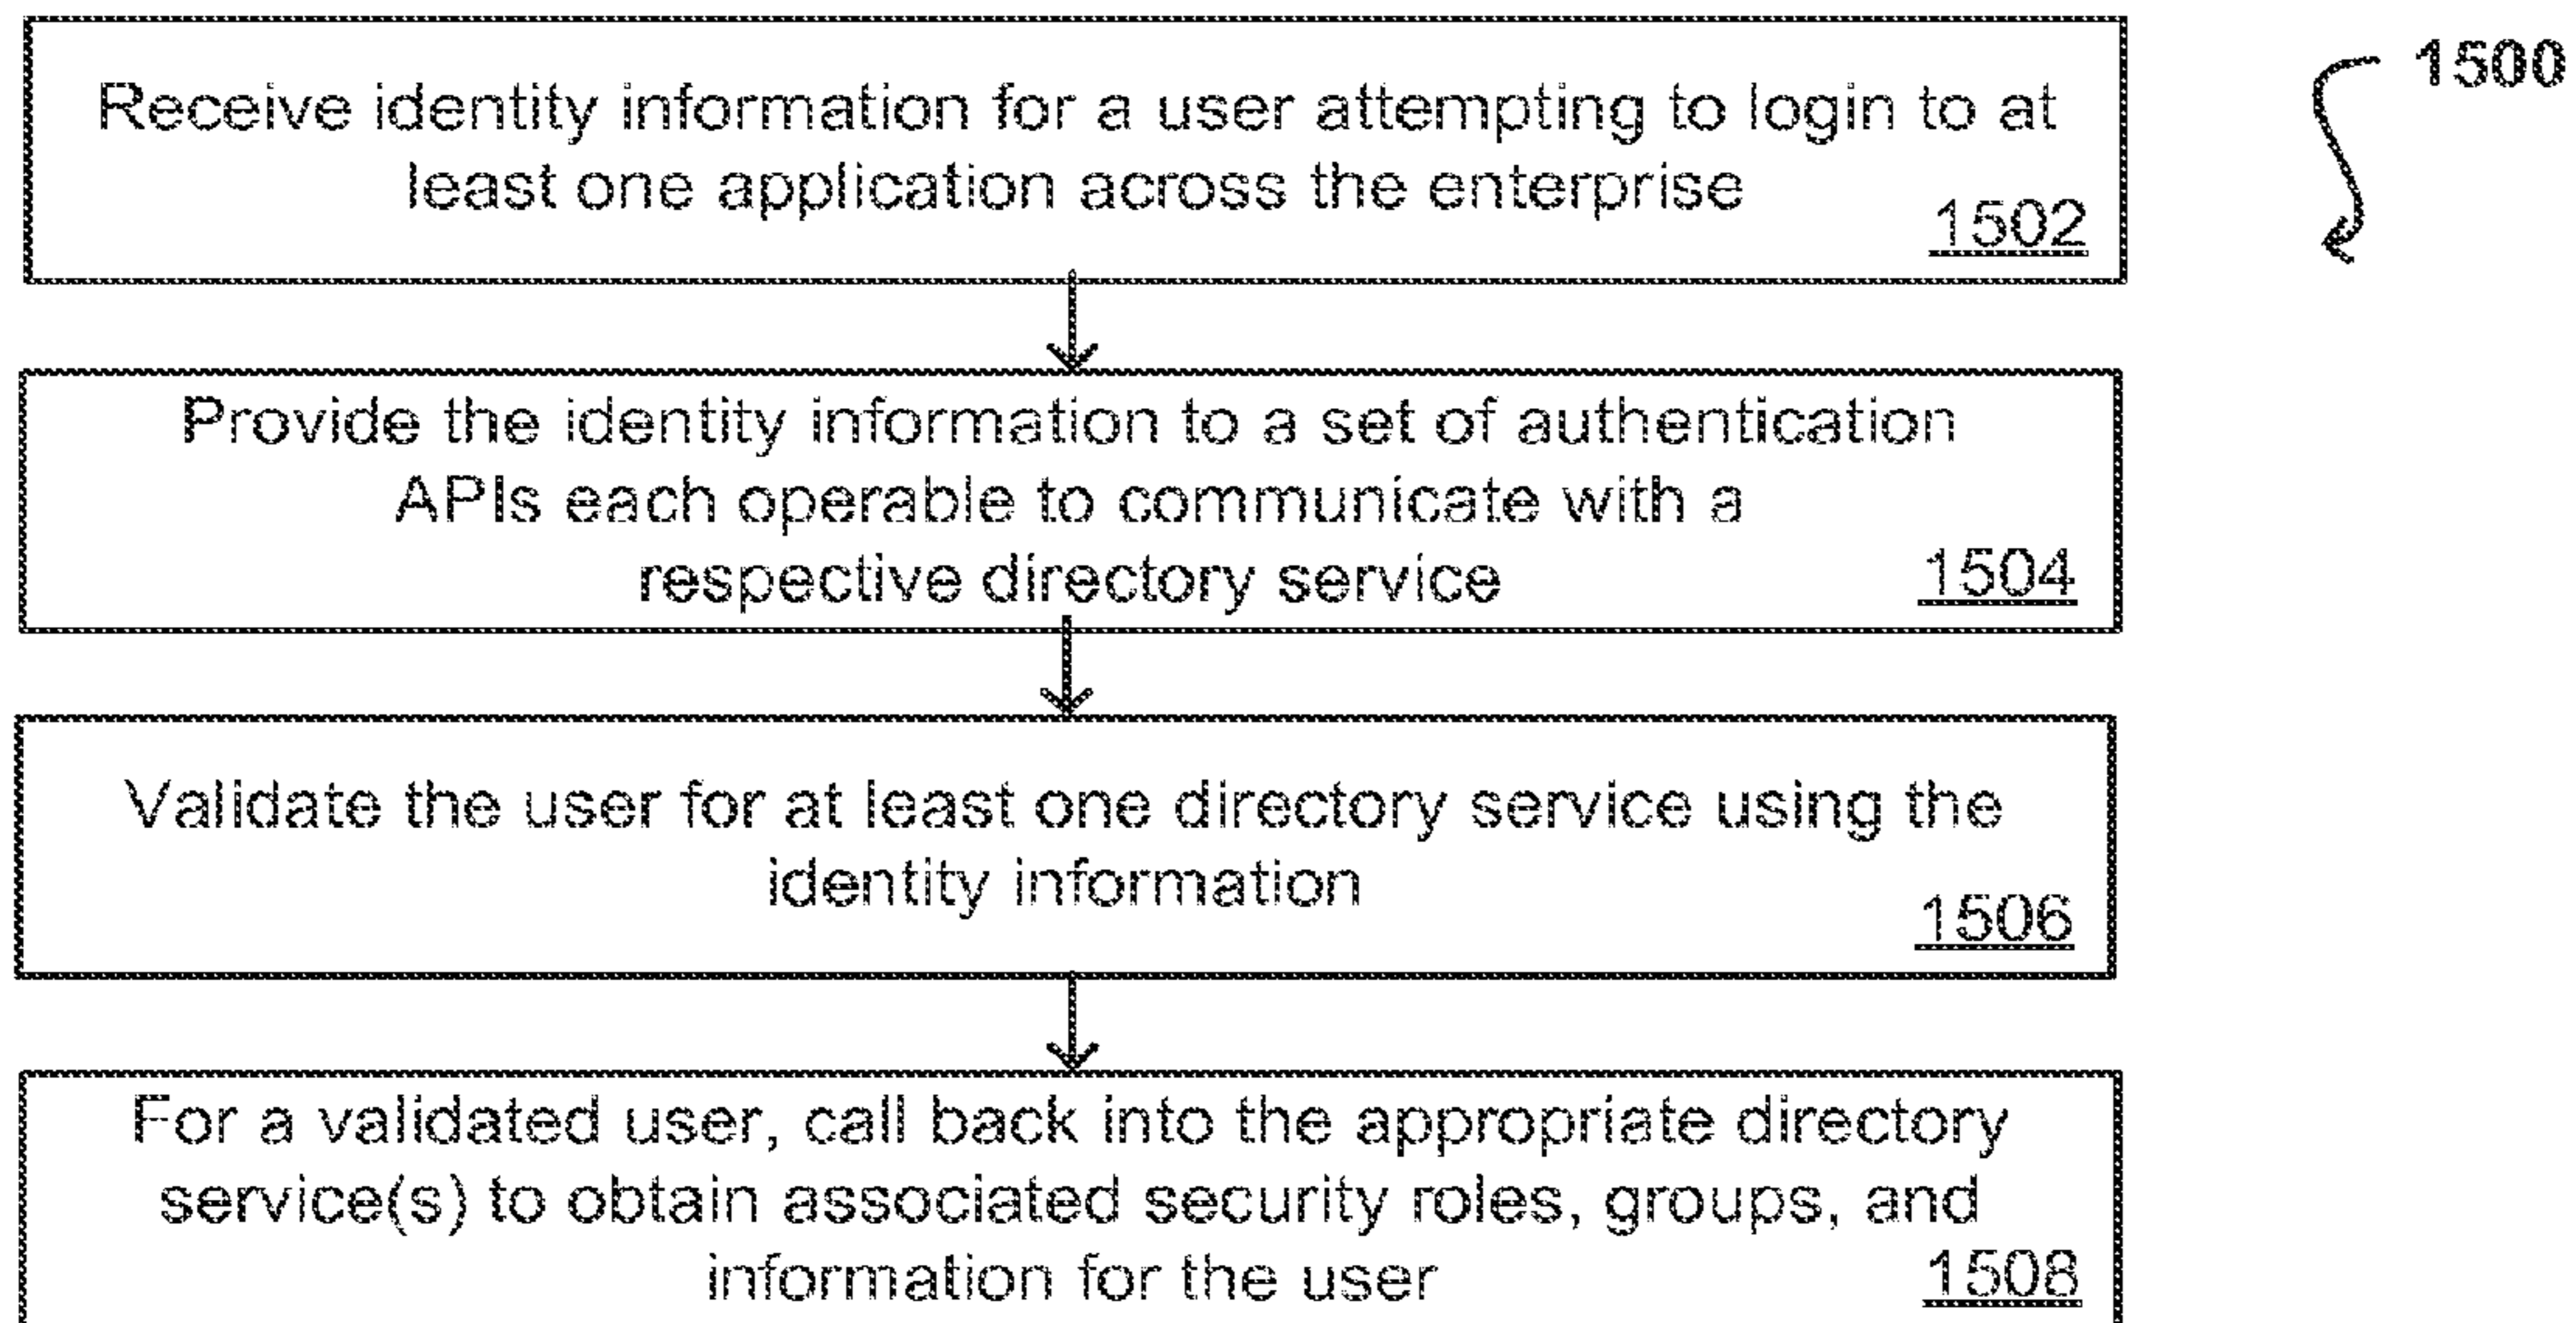 1500
Receive identity information for a user attempting to login to at
least one application across the enterprise
1502
Provide the identity information to a set of authentication
APIs each operable to communicate with a
respective directory service
1504
Validate the user for at least one directory service using the
identity information
1506
For a validated user, call back into the appropriate directory
service(s) to obtain associated security roles, groups, and
information for the user
1508